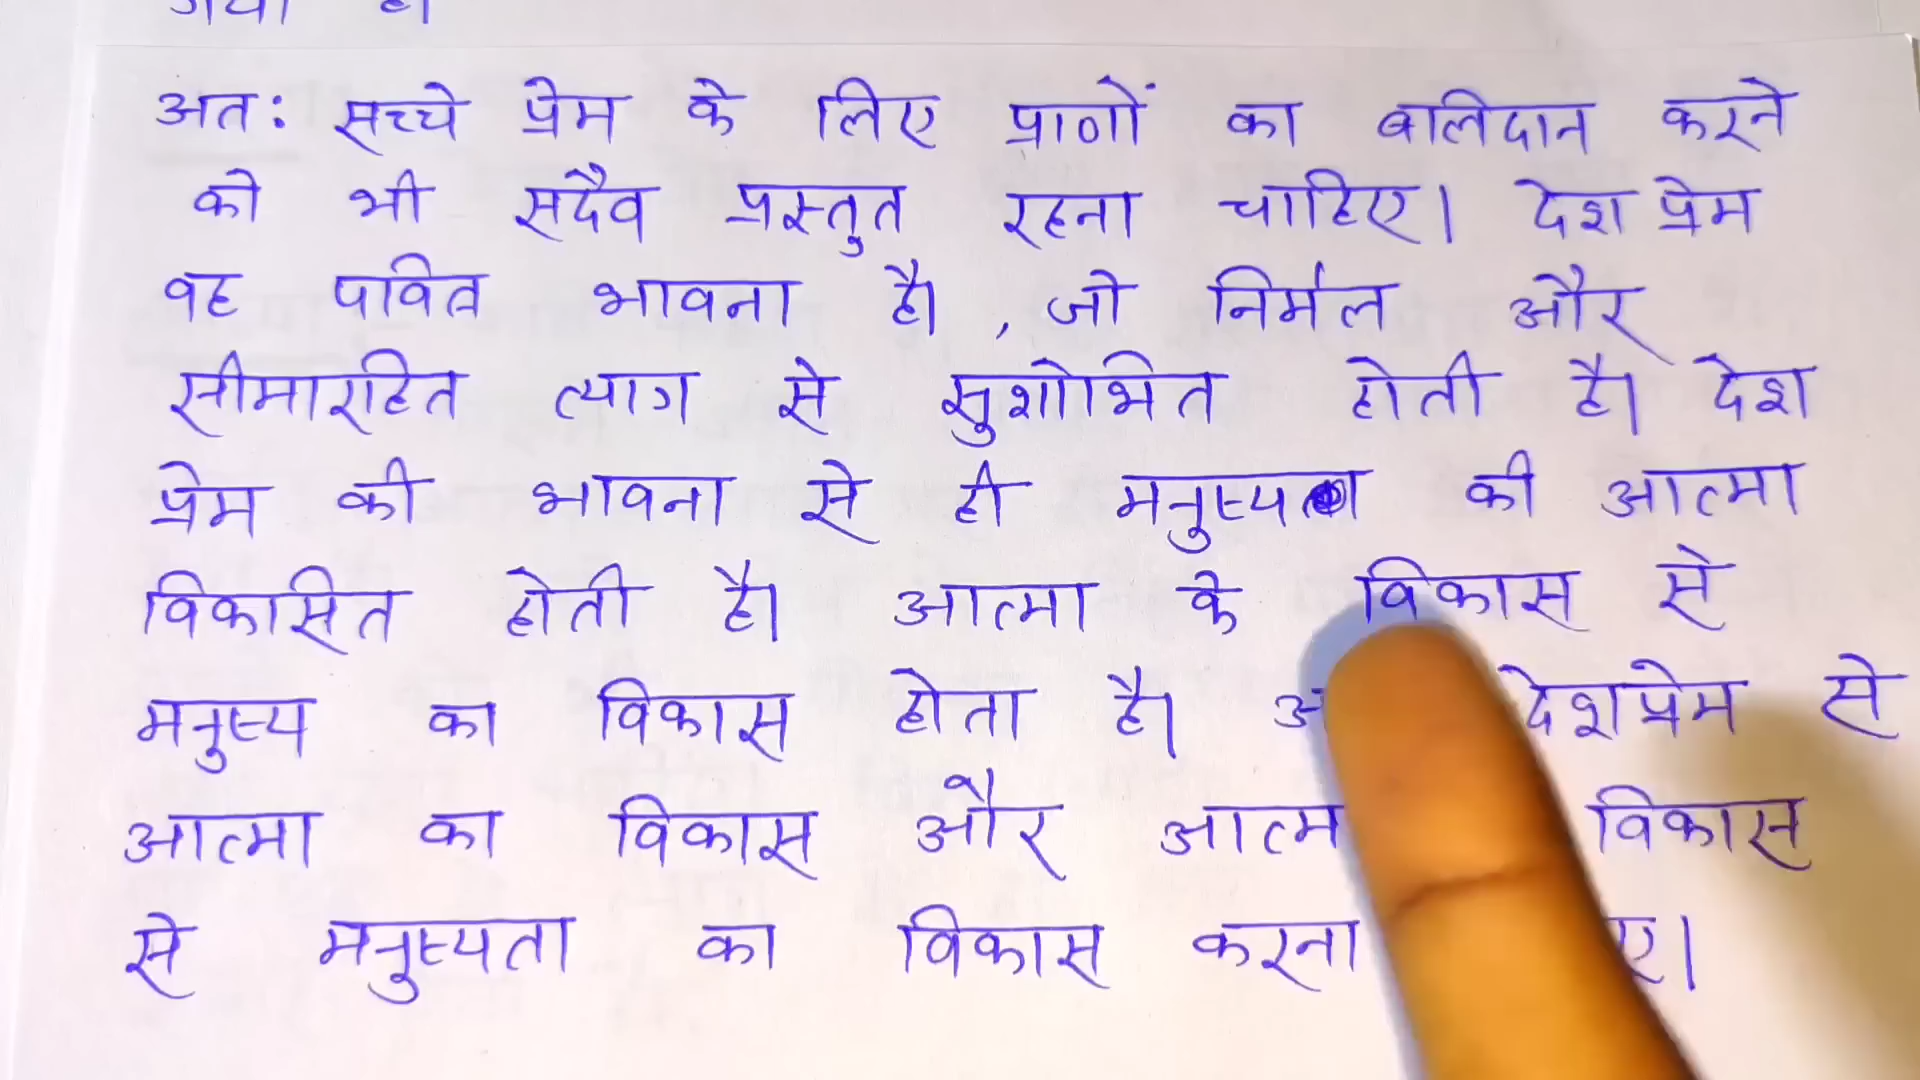 अत: सच्चे प्रेम के लिए प्राणों का बलिदान करने
को भी सदैव प्रस्तुत रहना चाहिए। देश प्रेम
वह पवित्र भावना है। , जो निर्मल और
सीमारहित त्याग से सुशोभित होती है। देश
प्रेम की भावना से ही की आत्मा
विकसित होती है। आत्मा के विकास से
मनुष्य का विकास होता है। देशप्रेम से
आत्मा का विकास और विकास
से मनुष्यता का विकास करना